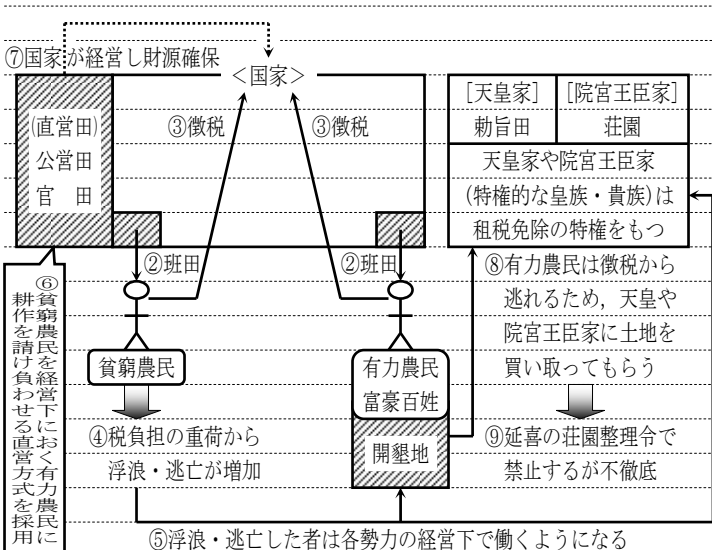 ⑦国家が経営し財源確保
<国家>
(直営田)
公営田
官　田
③徴税
③徴税
[天皇家]
[院宮王臣家]
勅旨田
荘園
天皇家や院宮王臣家
(特権的な皇族・貴族)は
租税免除の特権をもつ
②班田
②班田
⑧有力農民は徴税から
逃れるため，天皇や
院宮王臣家に土地を
買い取ってもらう
⑥貧窮農民を経営下におく有力農民に
耕作を請け負わせる直営方式を採用
貧窮農民
有力農民
富豪百姓
④税負担の重荷から
浮浪・逃亡が増加
開墾地
⑨延喜の荘園整理令で
禁止するが不徹底
⑤浮浪・逃亡した者は各勢力の経営下で働くようになる